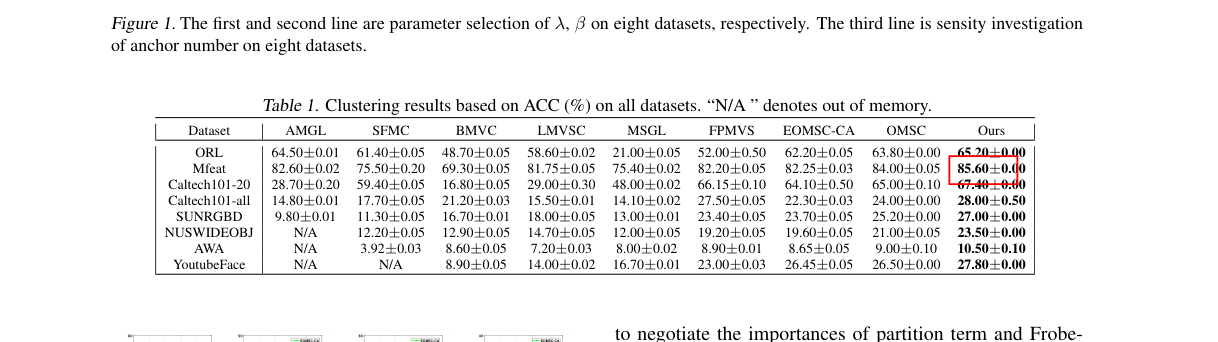 Figure 1. The first and second line are parameter selection of λ, β on eight datasets, respectively. The third line is sensity investigation
of anchor number on eight datasets.
Table 1. Clustering results based on ACC (%) on all datasets. “N/A ” denotes out of memory.
Dataset AMGL SFMC BMVC LMVSC MSGL FPMVS EOMSC-CA OMSC Ours
ORL 64.50±0.01 61.40±0.05 48.70±0.05 58.60±0.02 21.00±0.05 52.00±0.50 62.20±0.05 63.80±0.00 65.20±0.00
Mfeat 82.60±0.02 75.50±0.20 69.30±0.05 81.75±0.05 75.40±0.02 82.20±0.05 82.25±0.03 84.00±0.05 85.60±0.00
Caltech101-20 28.70±0.20 59.40±0.05 16.80±0.05 29.00±0.30 48.00±0.02 66.15±0.10 64.10±0.50 65.00±0.10 67.40±0.00
Caltech101-all 14.80±0.01 17.70±0.05 21.20±0.03 15.50±0.01 14.10±0.02 27.50±0.05 22.30±0.03 24.00±0.00 28.00±0.50
SUNRGBD 9.80±0.01 11.30±0.05 16.70±0.01 18.00±0.05 13.00±0.01 23.40±0.05 23.70±0.05 25.20±0.00 27.00±0.00
NUSWIDEOBJ N/A 12.20±0.05 12.90±0.05 14.70±0.05 12.00±0.05 19.20±0.05 19.60±0.05 21.00±0.05 23.50±0.00
AWA N/A 3.92±0.03 8.60±0.05 7.20±0.03 8.00±0.02 8.90±0.01 8.65±0.05 9.00±0.10 10.50±0.10
YoutubeFace N/A N/A 8.90±0.05 14.00±0.02 16.70±0.01 23.00±0.03 26.45±0.05 26.50±0.00 27.80±0.00
to negotiate the importances of partition term and Frobe-